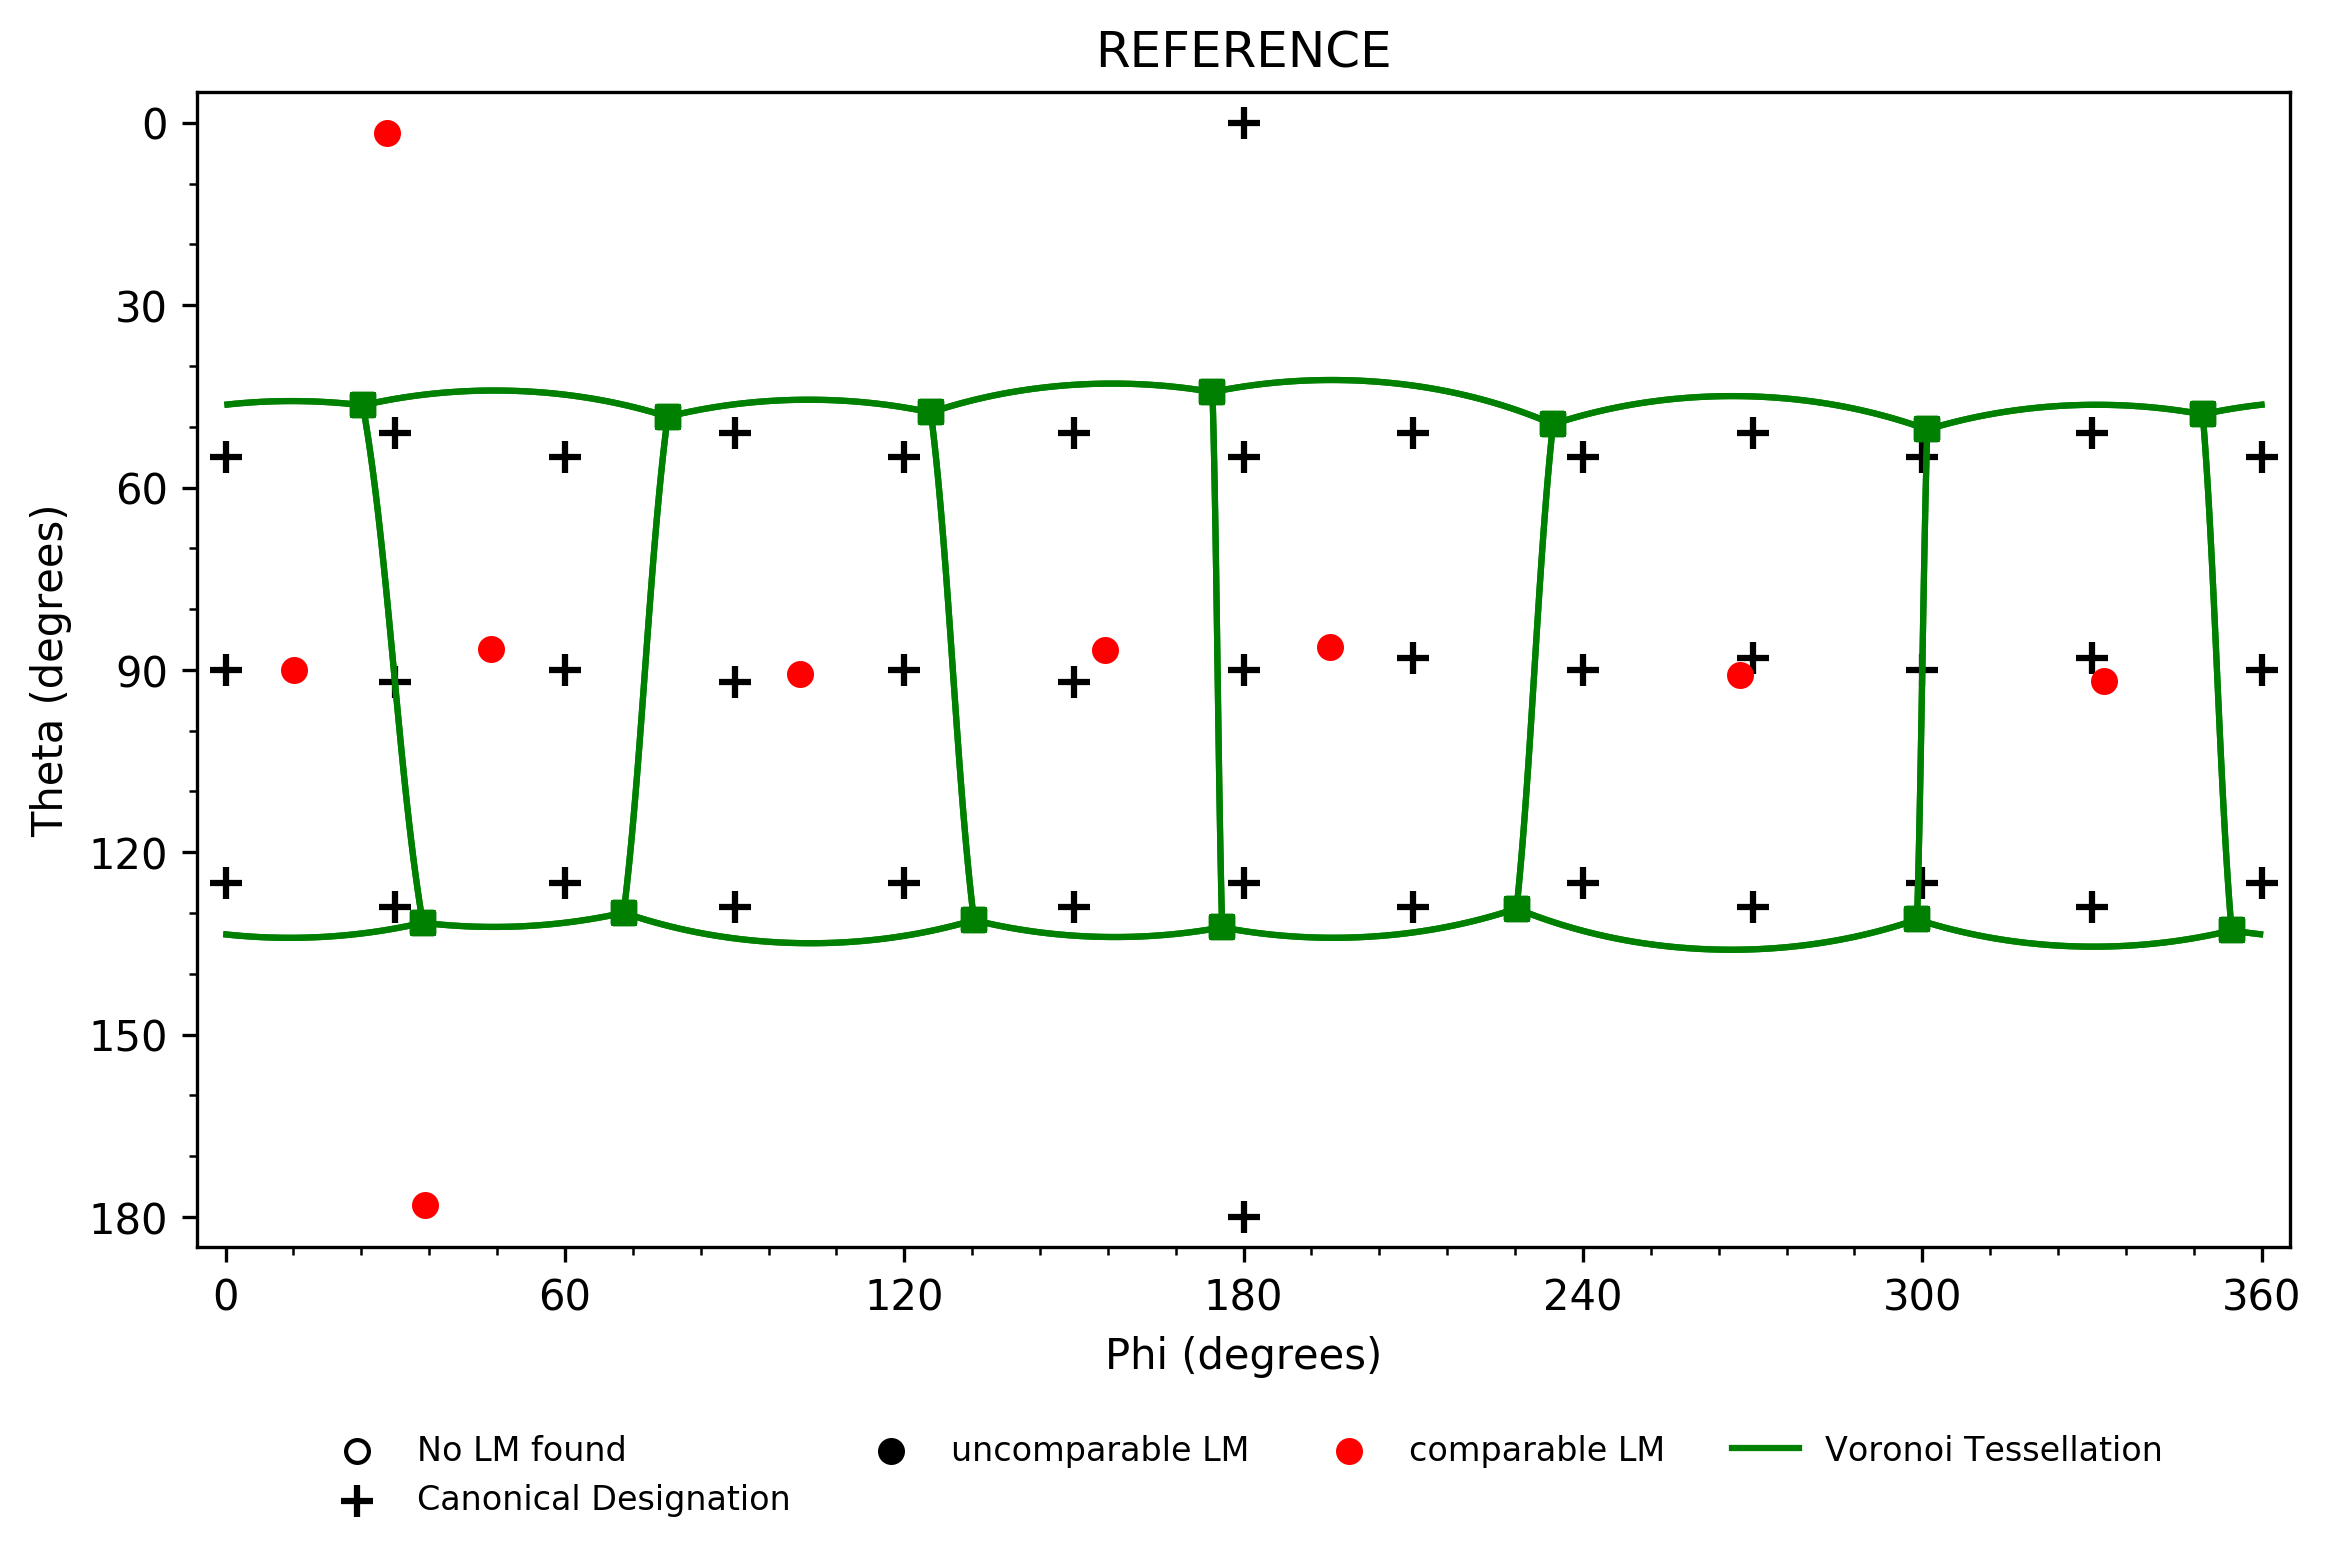 REFERENCE
0
30
60
90
120
150
180
Theta (degrees)
0 60 120 180 240 300 360
Phi (degrees)
No LM found uncomparable LM comparable LM Voronoi Tessellation
Canonical Designation